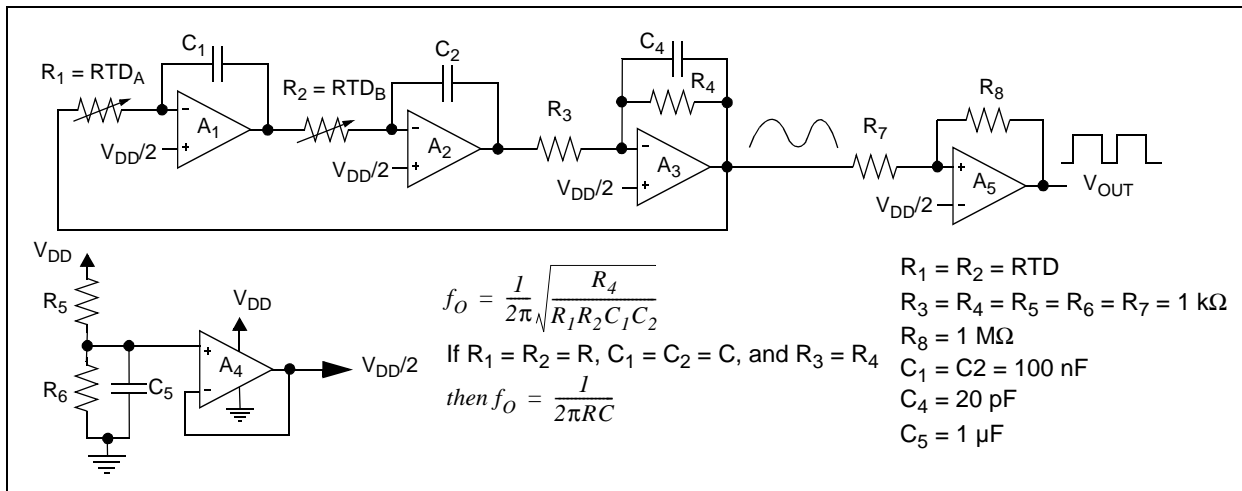 C1
C2
C4
R1 = RTDA
R2 = RTDB
R3
R4
R7
R8
−
+
A1
VDD/2
−
+
A2
VDD/2
−
+
A3
VDD/2
+
−
A5
VDD/2
VOUT
VDD
R5
R6
C5
VDD
+
−
A4
VDD/2
fO = 1/2π √(R4/R1R2C1C2)
If R1 = R2 = R, C1 = C2 = C, and R3 = R4
then fO = 1/2πRC
R1 = R2 = RTD
R3 = R4 = R5 = R6 = R7 = 1 kΩ
R8 = 1 MΩ
C1 = C2 = 100 nF
C4 = 20 pF
C5 = 1 µF